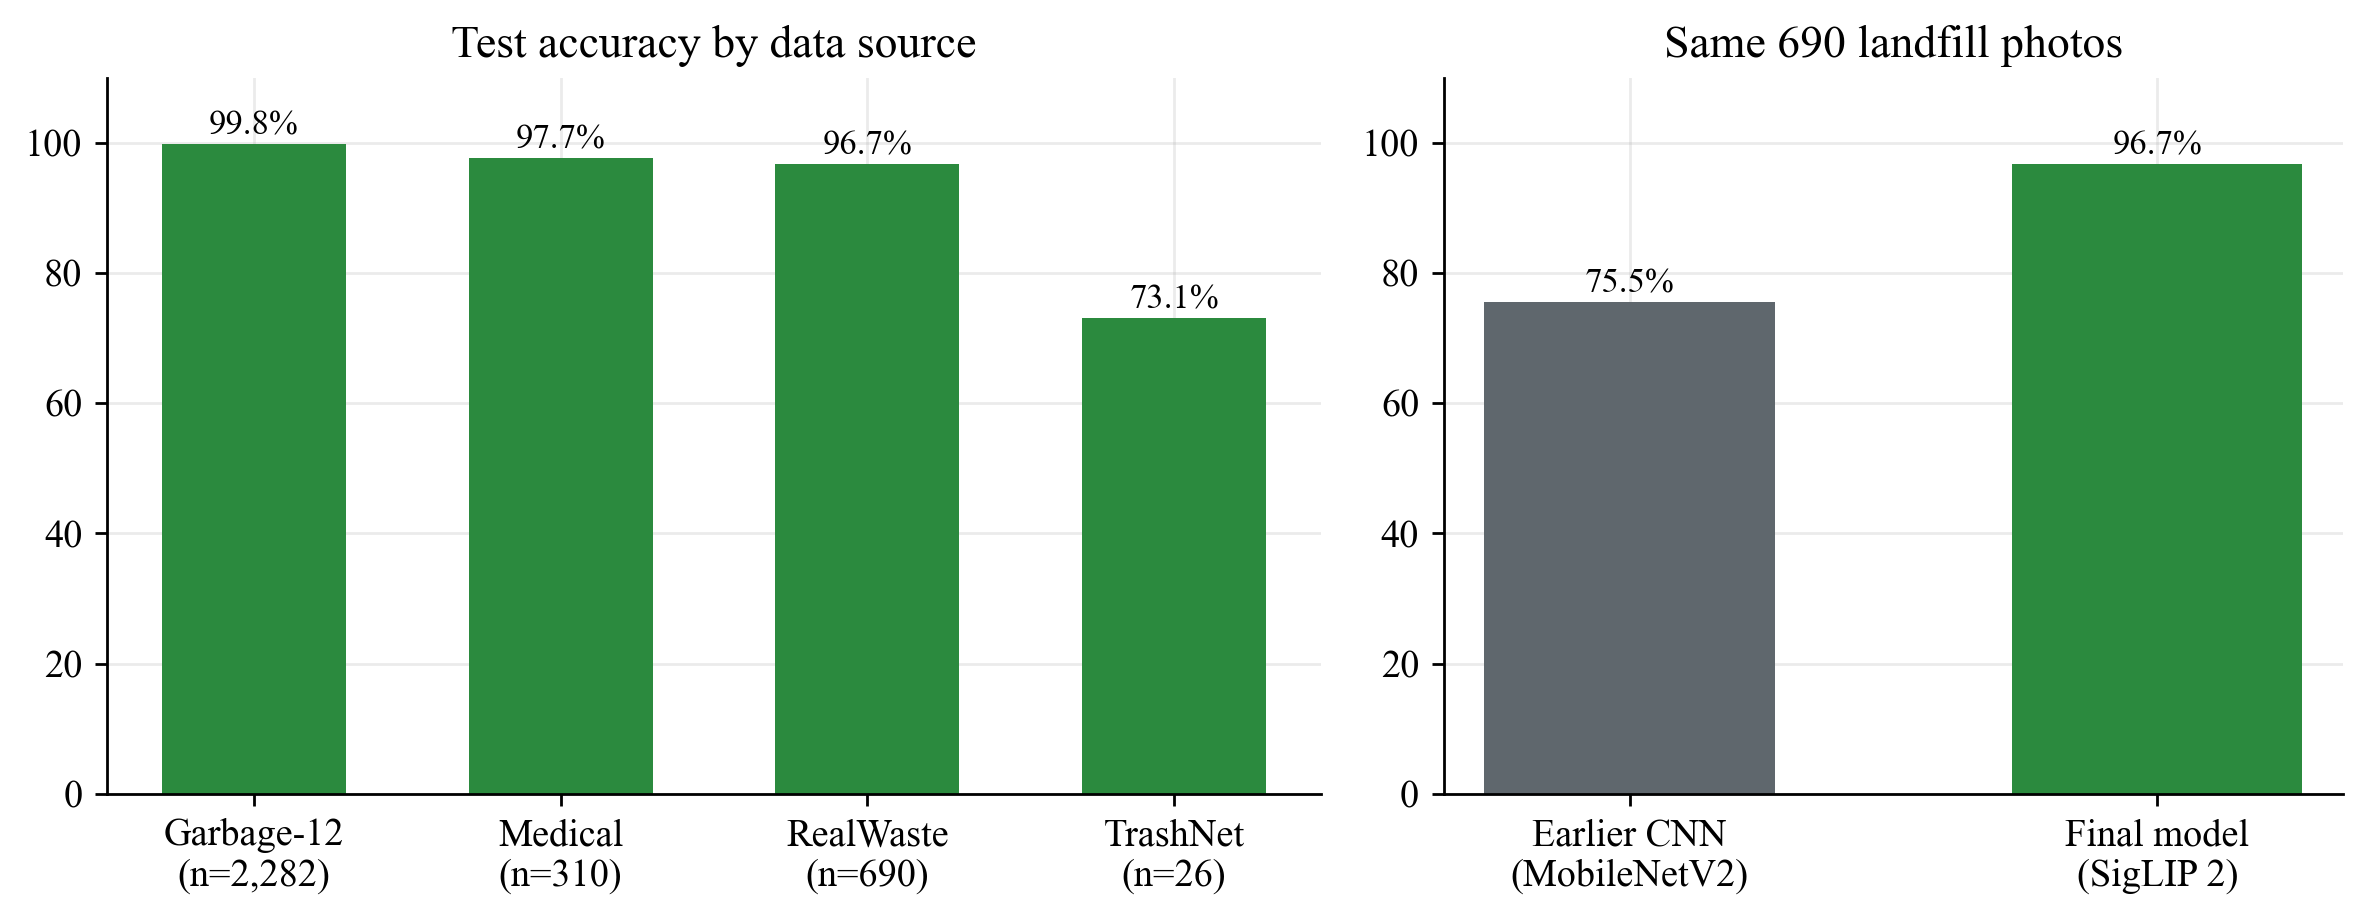 Test accuracy by data source
100
80
60
40
20
0
99.8%
97.7%
96.7%
73.1%
Garbage-12
(n=2,282)
Medical
(n=310)
RealWaste
(n=690)
TrashNet
(n=26)
Same 690 landfill photos
100
80
60
40
20
0
75.5%
96.7%
Earlier CNN
(MobileNetV2)
Final model
(SigLIP 2)